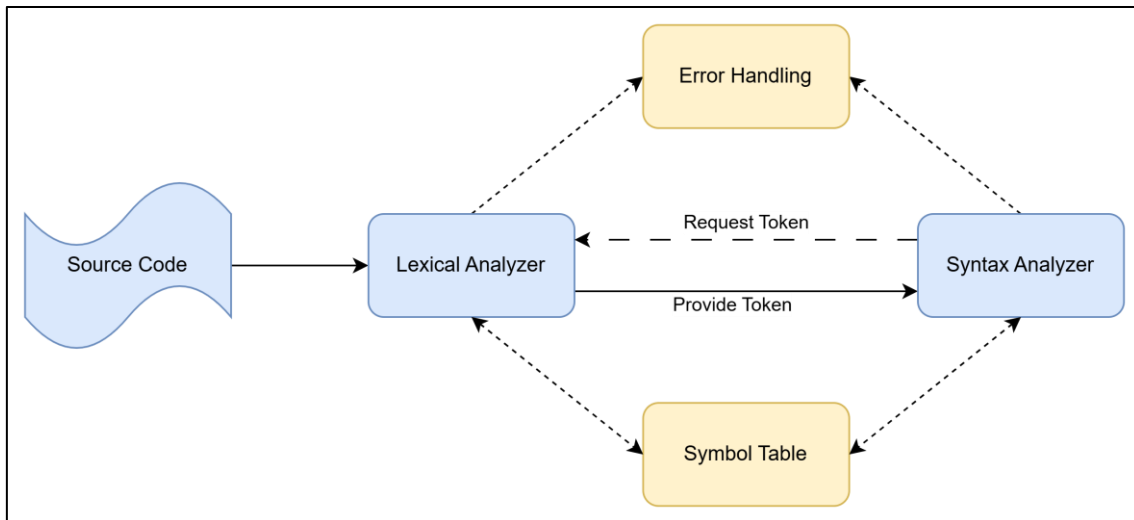 Error Handling
Request Token
Source Code
Lexical Analyzer
Syntax Analyzer
Provide Token
Symbol Table